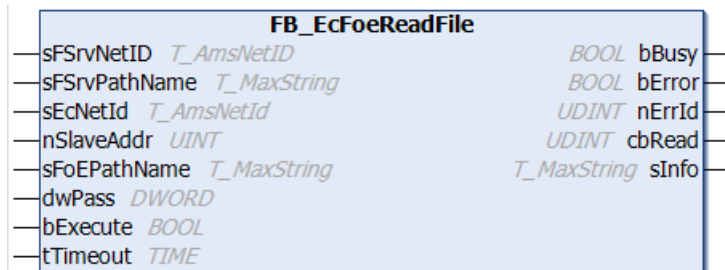 FB_EcFoeReadFile
sFSrvNetID T_AmsNetID BOOL bBusy
sFSrvPathName T_MaxString BOOL bError
sEcNetId T_AmsNetId UDINT nErrId
nSlaveAddr UINT UDINT cbRead
sFoEPathName T_MaxString T_MaxString sInfo
dwPass DWORD
bExecute BOOL
tTimeout TIME